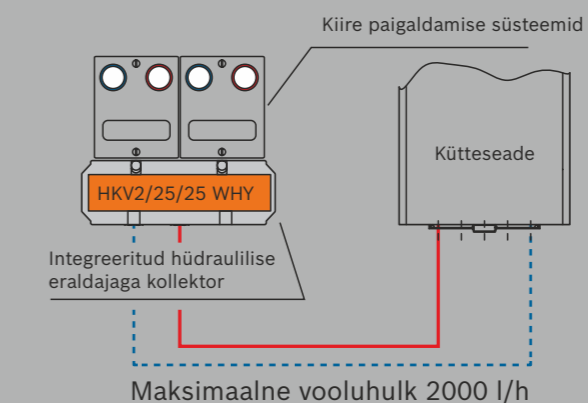 Kiire paigaldamise süsteemid
Kütteseade
HKV2/25/25 WHY
Integreeritud hüdraulilise
eraldajaga kollektor
Maksimaalne vooluhulk 2000 l/h